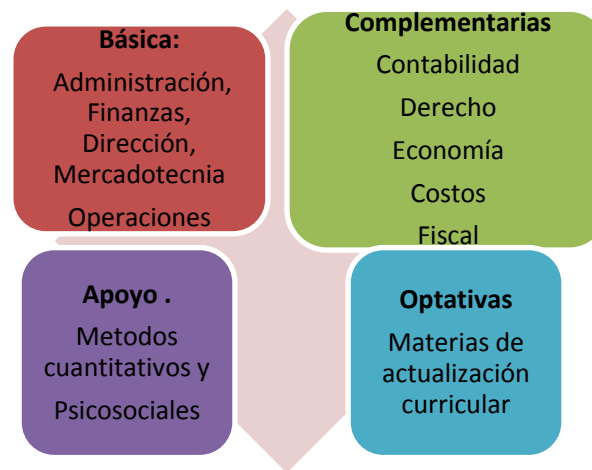 Básica:
Administración,
Finanzas,
Dirección,
Mercadotecnia
Operaciones
Complementarias
Contabilidad
Derecho
Economía
Costos
Fiscal
Apoyo .
Metodos
cuantitativos y
Psicosociales
Optativas
Materias de
actualización
curricular